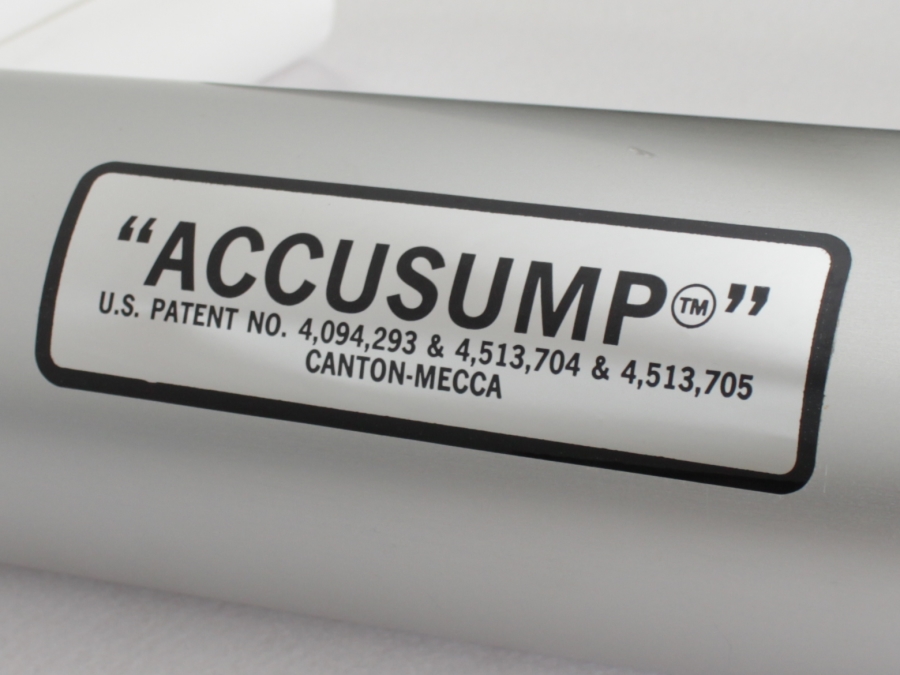 “ACCUSUMP™”
U.S. PATENT NO. 4,094,293 & 4,513,704 & 4,513,705
CANTON-MECCA